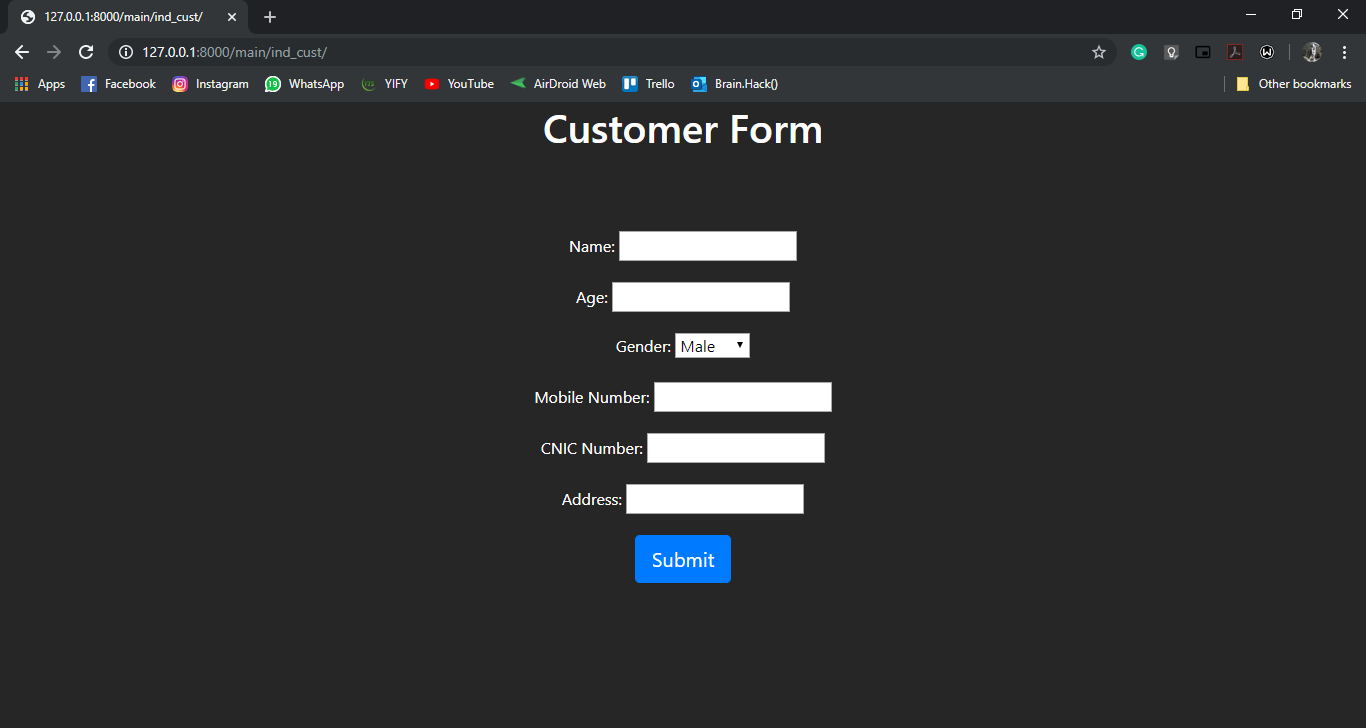 127.0.0.1:8000/main/ind_cust/
127.0.0.1:8000/main/ind_cust/
Apps Facebook Instagram 19 WhatsApp YIFY YouTube AirDroid Web Trello Brain.Hack() Other bookmarks
Customer Form
Name:
Age:
Gender: Male
Mobile Number:
CNIC Number:
Address:
Submit